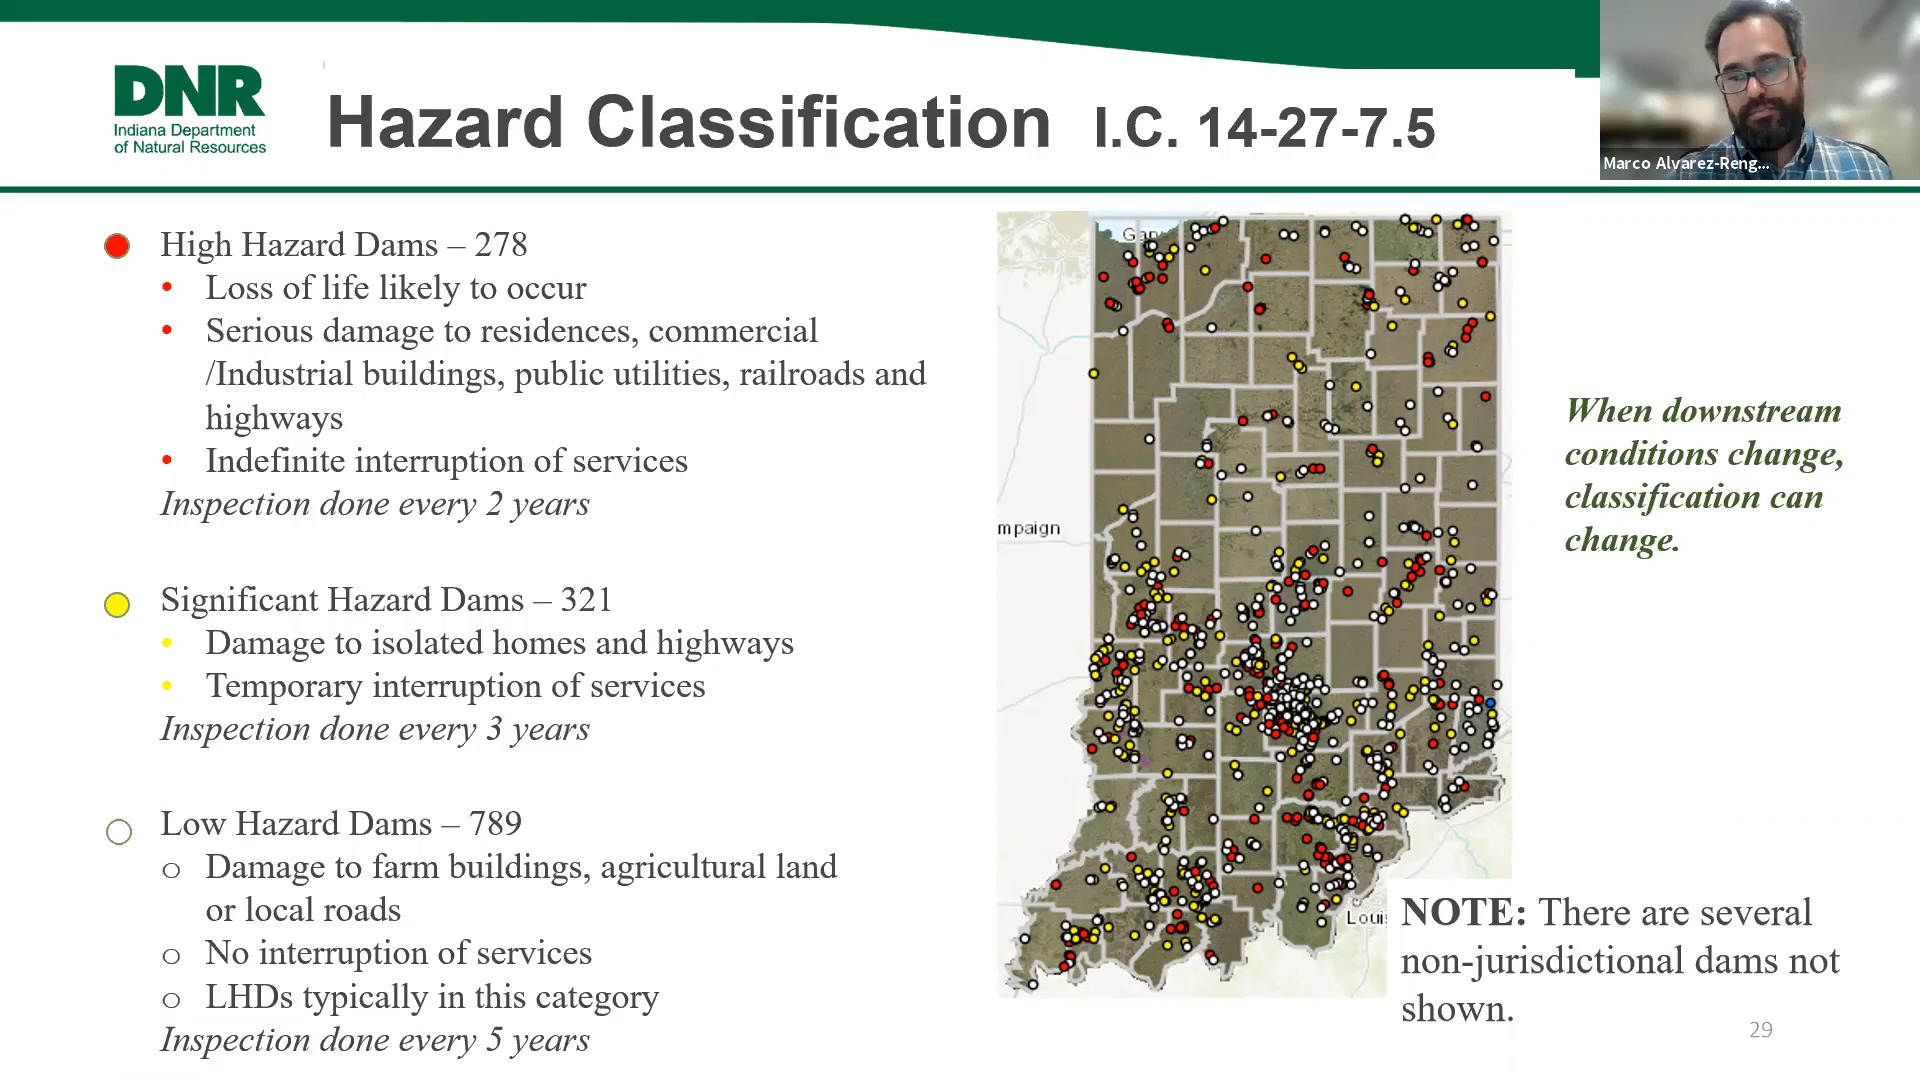 DNR
Indiana Department
of Natural Resources
Hazard Classification I.C. 14-27-7.5
Marco Alvarez-Reng...
High Hazard Dams – 278
• Loss of life likely to occur
• Serious damage to residences, commercial
/Industrial buildings, public utilities, railroads and
highways
• Indefinite interruption of services
Inspection done every 2 years
Significant Hazard Dams – 321
• Damage to isolated homes and highways
• Temporary interruption of services
Inspection done every 3 years
Low Hazard Dams – 789
o Damage to farm buildings, agricultural land
or local roads
o No interruption of services
o LHDs typically in this category
Inspection done every 5 years
Gary
mpaign
Louis
When downstream
conditions change,
classification can
change.
NOTE: There are several
non-jurisdictional dams not
shown.
29